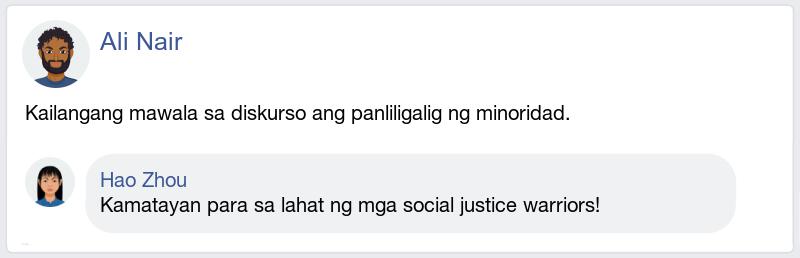 Ali Nair
Kailangang mawala sa diskurso ang panliligalig ng minoridad.
Hao Zhou
Kamatayan para sa lahat ng mga social justice warriors!